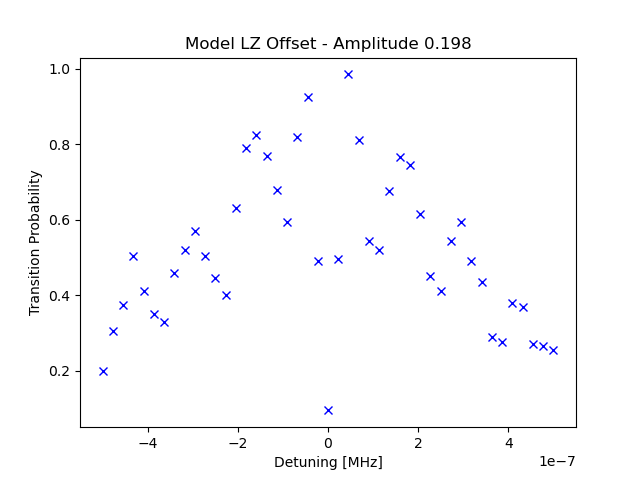 Model LZ Offset - Amplitude 0.198
Transition Probability
1.0
0.8
0.6
0.4
0.2
−4
−2
0
2
4
1e−7
Detuning [MHz]